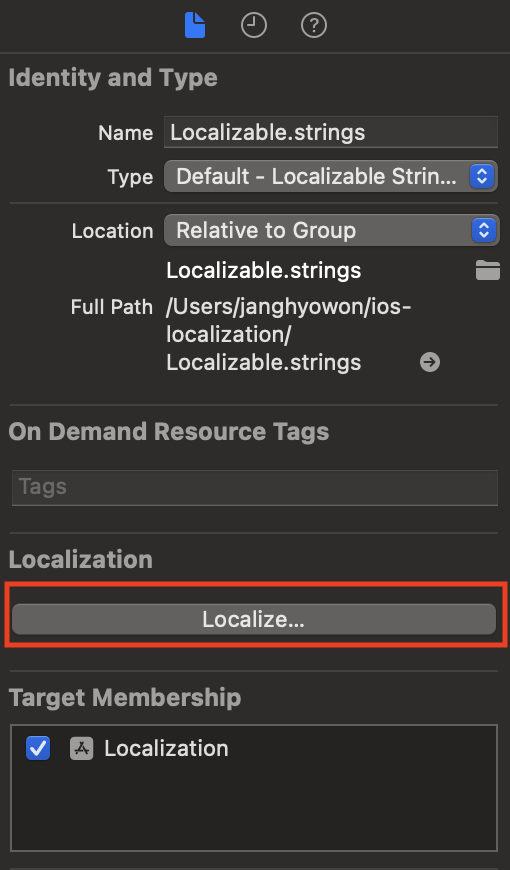 Identity and Type
Name Localizable.strings
Type Default - Localizable Strin...
Location Relative to Group
Localizable.strings
Full Path /Users/janghyowon/ios-
localization/
Localizable.strings
On Demand Resource Tags
Tags
Localization
Localize...
Target Membership
Localization